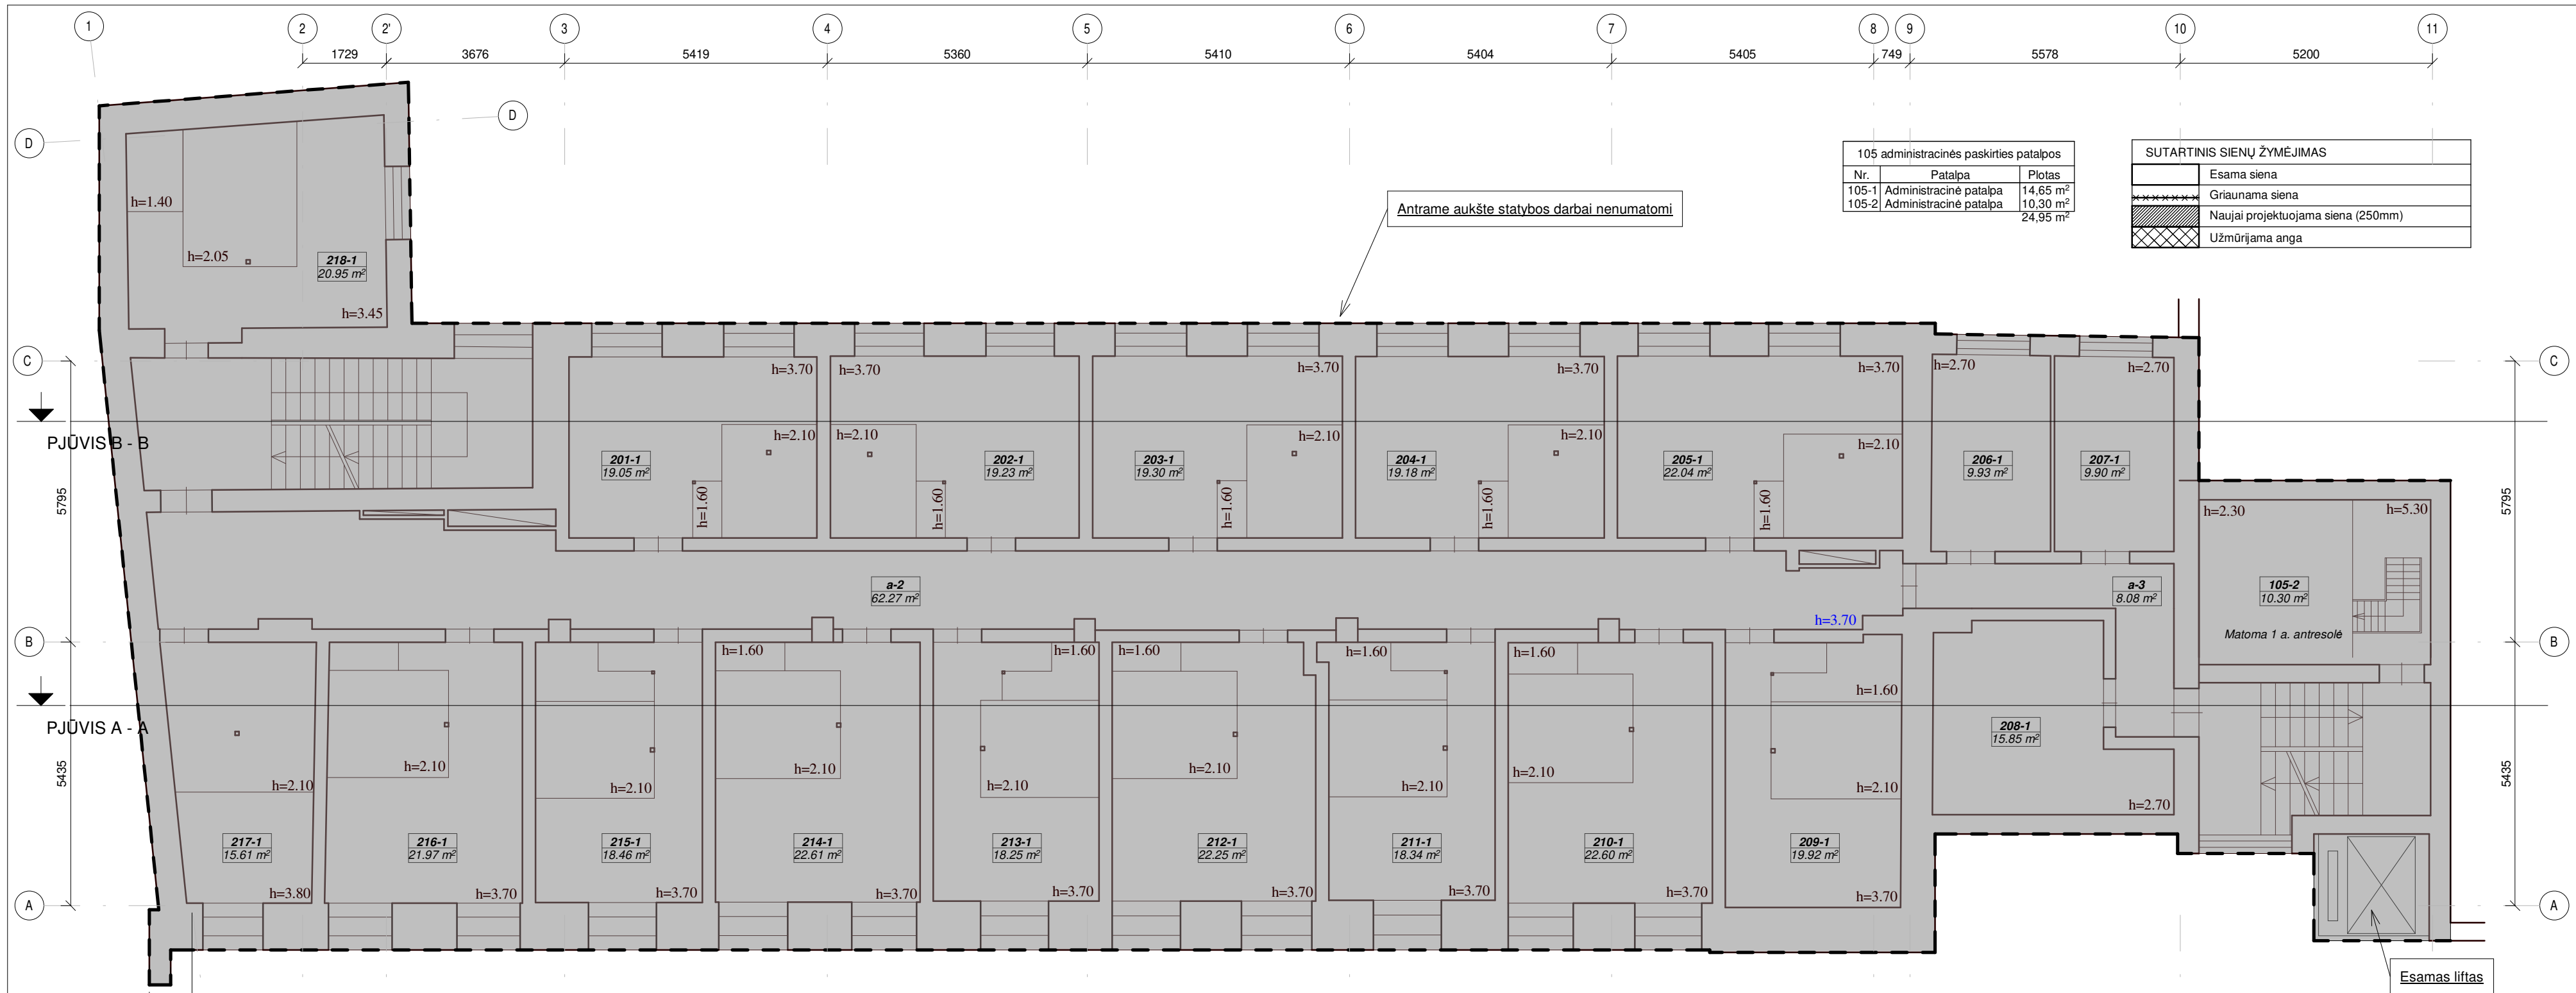 1 2 2' 3 4 5 6 7 8 9 10 11
1729 3676 5419 5360 5410 5404 5405 749 5578 5200
D
D
105 administracinės paskirties patalpos
Nr. Patalpa Plotas
105-1 Administracinė patalpa 14,65 m²
105-2 Administracinė patalpa 10,30 m²
24,95 m²
SUTARTINIS SIENŲ ŽYMĖJIMAS
Esama siena
Griaunama siena
Naujai projektuojama siena (250mm)
Užmūrijama anga
Antrame aukšte statybos darbai nenumatomi
h=1.40
h=2.05
218-1
20.95 m²
h=3.45
C
C
h=3.70
h=3.70
h=3.70
h=3.70
h=3.70
h=2.70
h=2.70
PJŪVIS B - B
h=2.10
h=2.10
h=2.10
h=2.10
h=2.10
201-1
19.05 m²
202-1
19.23 m²
203-1
19.30 m²
204-1
19.18 m²
205-1
22.04 m²
206-1
9.93 m²
207-1
9.90 m²
h=1.60
h=1.60
h=1.60
h=1.60
h=1.60
5795
5795
h=2.30
h=5.30
a-2
62.27 m²
a-3
8.08 m²
105-2
10.30 m²
Matoma 1 a. antresolė
h=3.70
B
B
h=1.60
h=1.60
h=1.60
h=1.60
h=1.60
h=1.60
PJŪVIS A - A
208-1
15.85 m²
5435
5435
h=2.10
h=2.10
h=2.10
h=2.10
h=2.10
h=2.10
h=2.10
h=2.10
h=2.10
h=2.70
217-1
15.61 m²
216-1
21.97 m²
215-1
18.46 m²
214-1
22.61 m²
213-1
18.25 m²
212-1
22.25 m²
211-1
18.34 m²
210-1
22.60 m²
209-1
19.92 m²
h=3.80
h=3.70
h=3.70
h=3.70
h=3.70
h=3.70
h=3.70
h=3.70
h=3.70
A
A
Esamas liftas